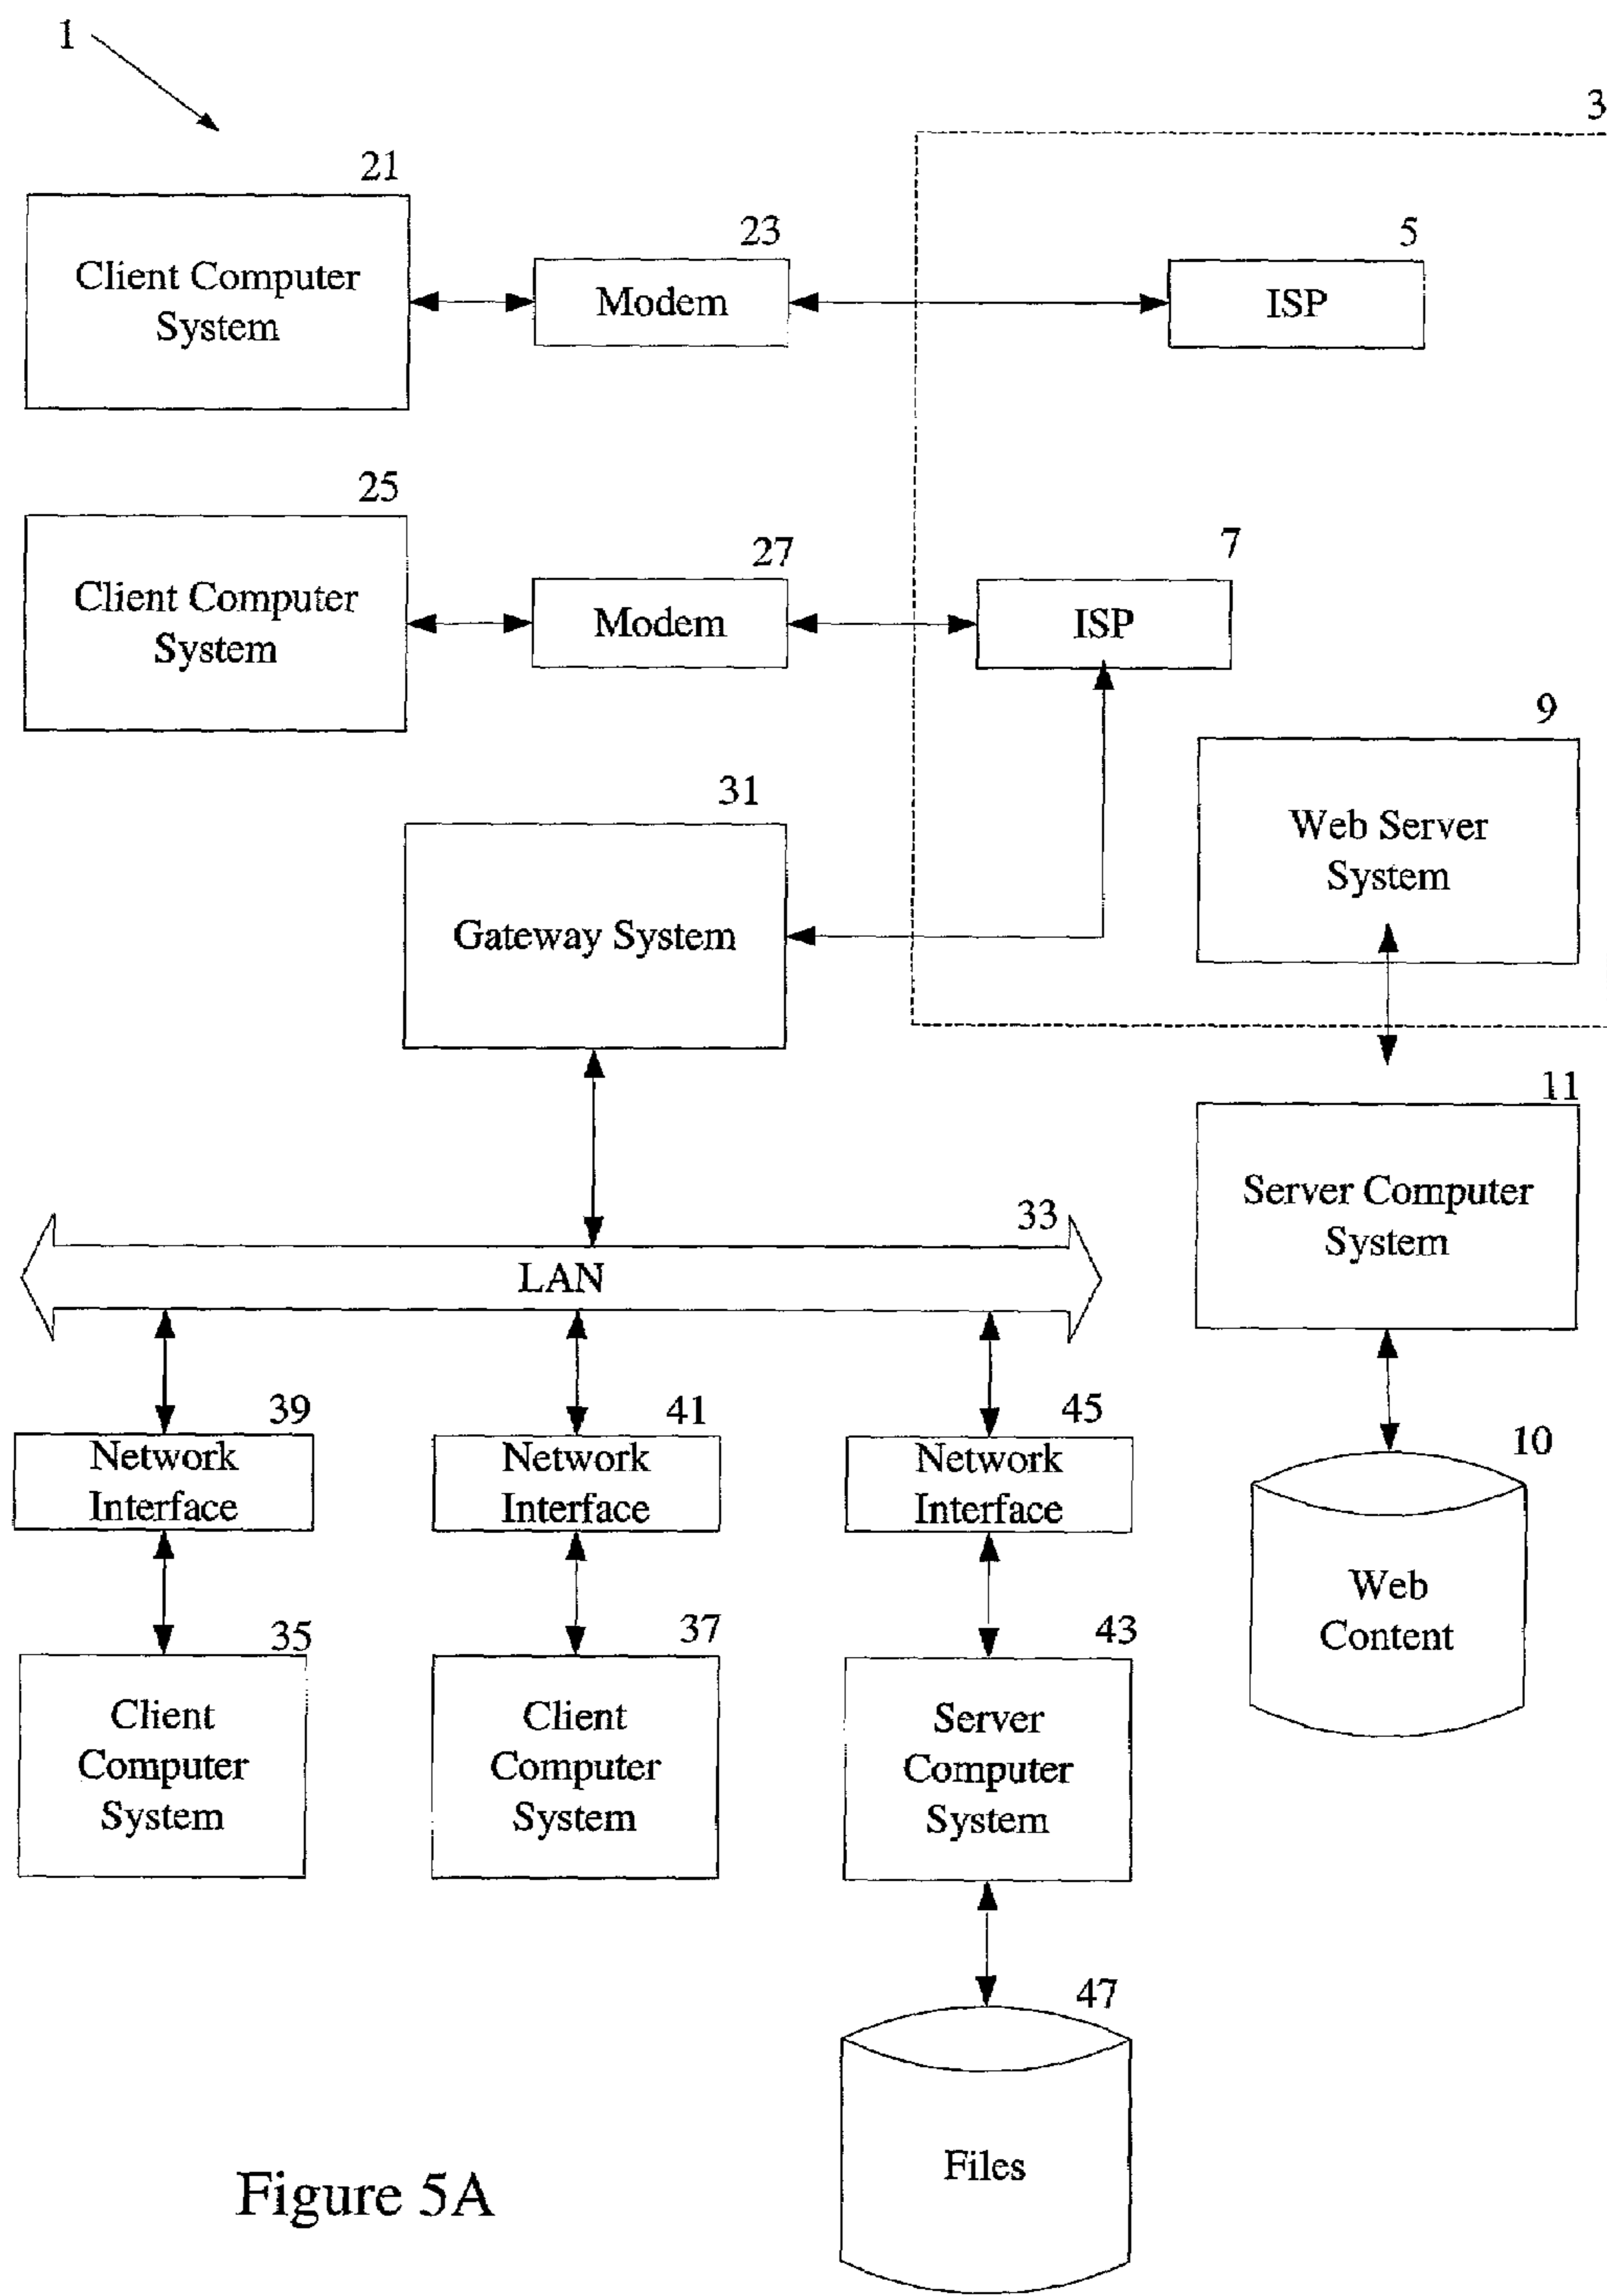 1
3
21
Client Computer
System
23
Modem
5
ISP
25
Client Computer
System
27
Modem
7
ISP
9
Web Server
System
31
Gateway System
11
Server Computer
System
33
LAN
39
Network
Interface
41
Network
Interface
45
Network
Interface
10
Web
Content
35
Client
Computer
System
37
Client
Computer
System
43
Server
Computer
System
47
Files
Figure 5A